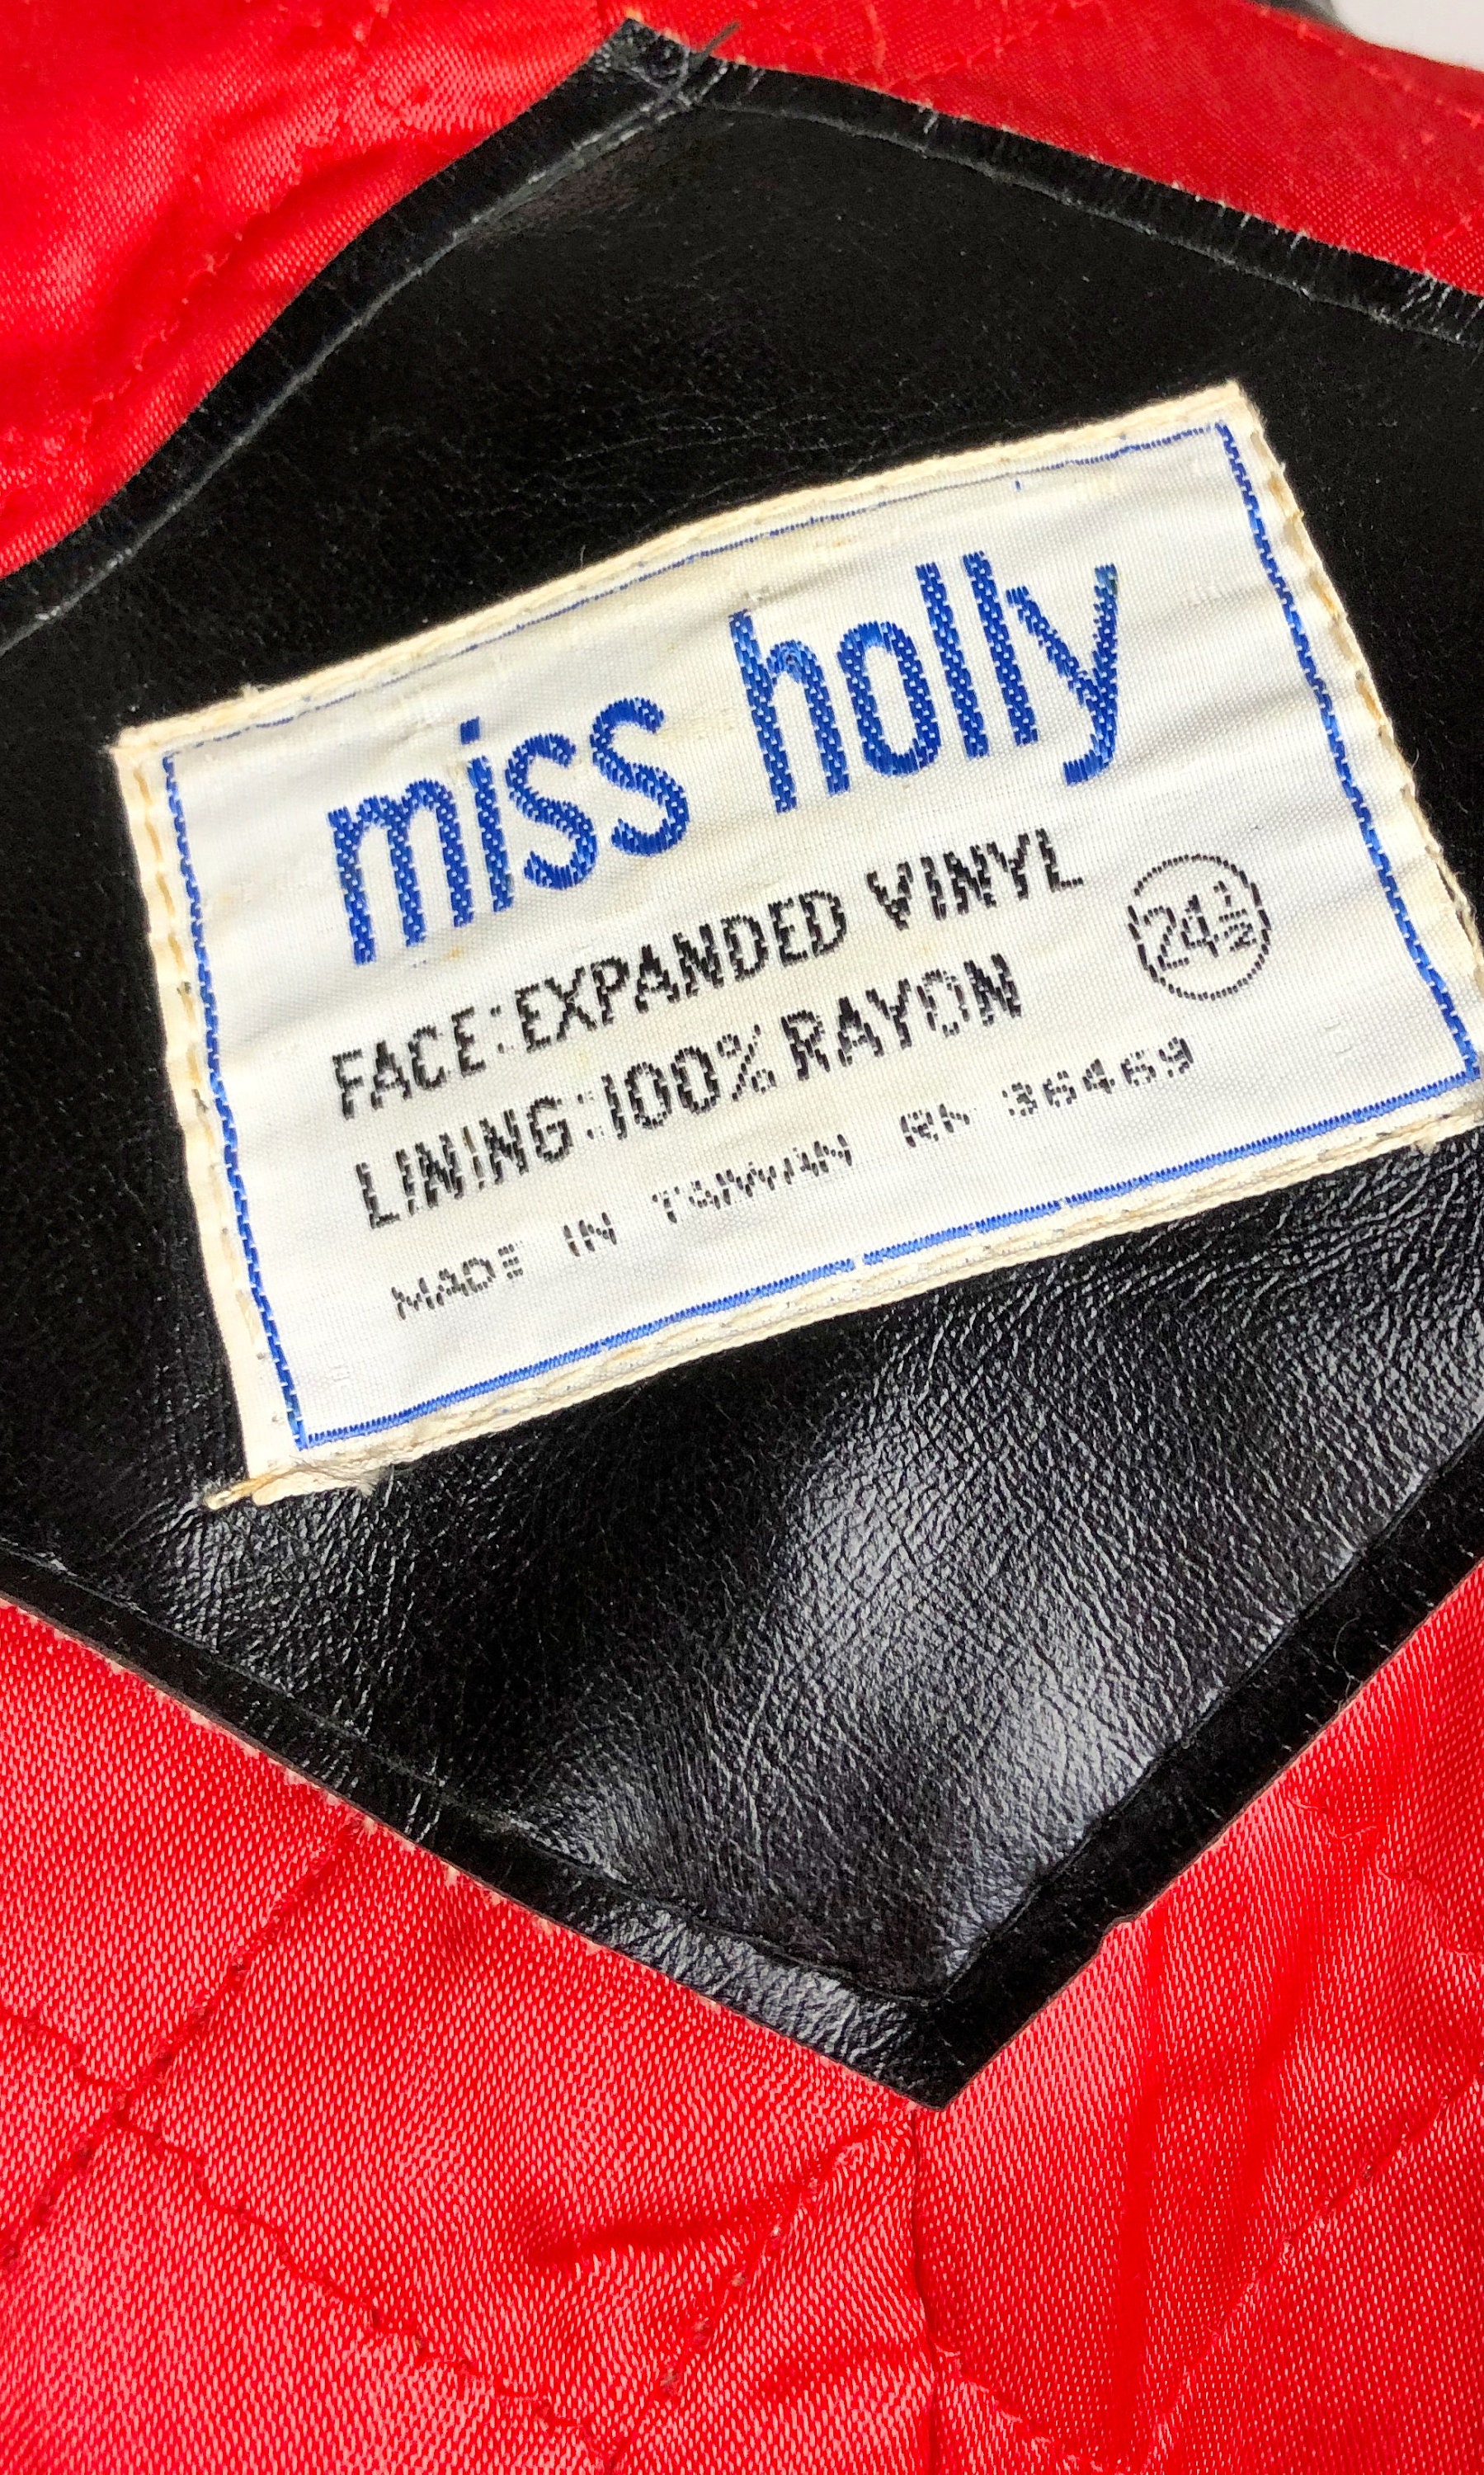 miss holly
FACE:EXPANDED VINYL
24½
LINING:100% RAYON
MADE IN TAIWAN RN 36469